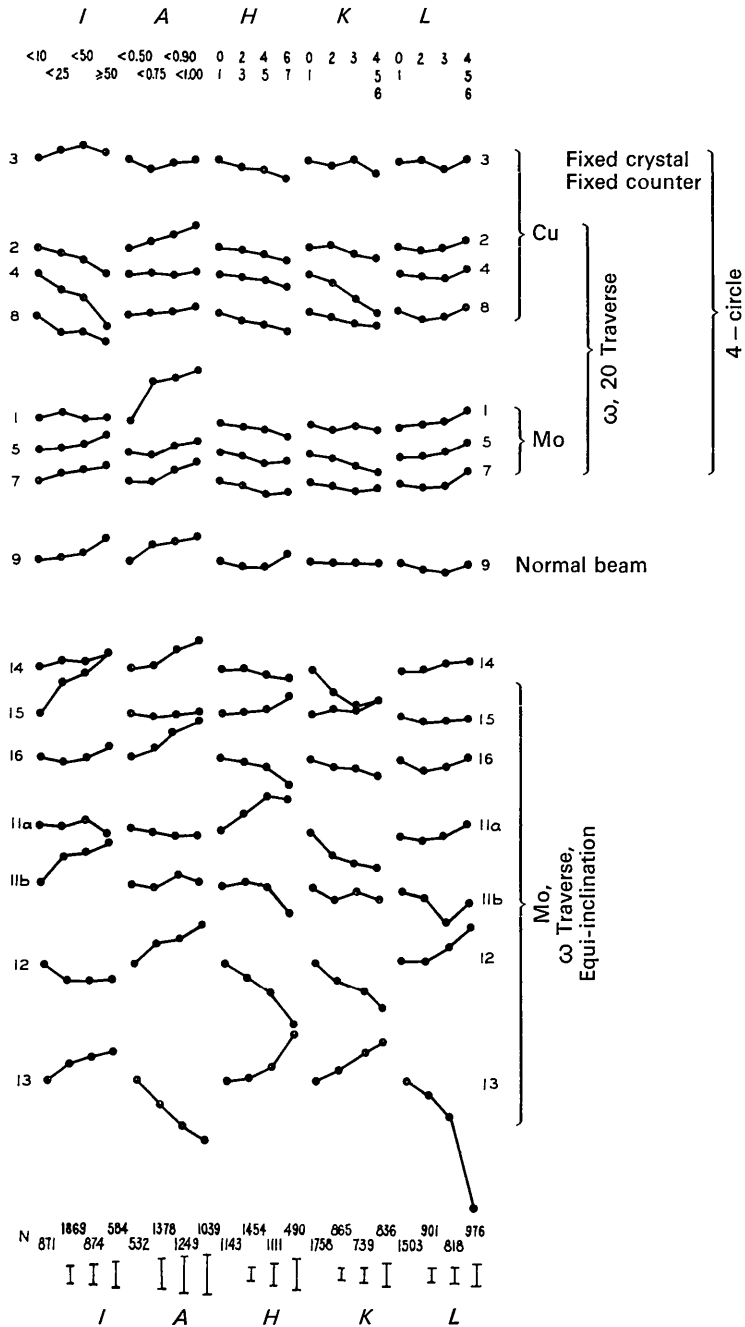 I A H K L
<10 <50 <0.50 <0.90 0 2 4 6 0 2 3 4 0 2 3 4
<25 ≥50 <0.75 <1.00 1 3 5 7 1 5 1 5
6 6
3 3 Fixed crystal
Fixed counter
Cu
2 2
4 4
8 8
ω, 20 Traverse
4 – circle
1 1
Mo
5 5
7 7
9 9 Normal beam
14 14
15 15
16 16
11a 11a
11b 11b
Mo,
ω Traverse,
Equi-inclination
12 12
13 13
N 1869 584 1378 1039 1454 490 865 836 901 976
871 874 532 1249 1143 1111 1758 739 1503 818
I A H K L